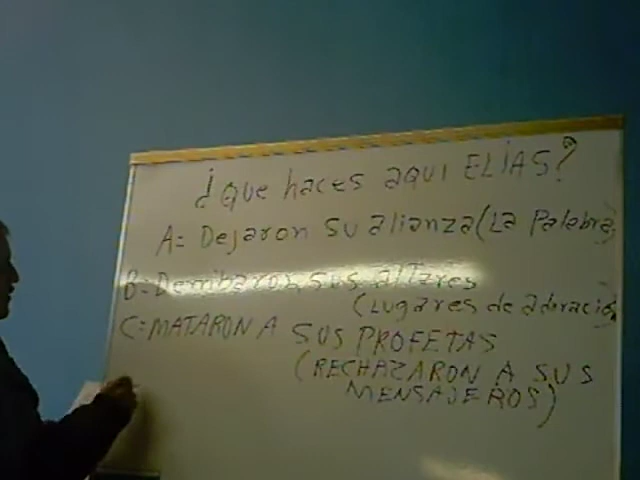 ¿que haces aqui ELiAS?
A= Dejaron su alianza (La Palabra)
B= Derribaron sus altares
(Lugares de adoració
C= MATARON A SUS PROFETAS
(RECHAZARON A SUS
MENSAJEROS)